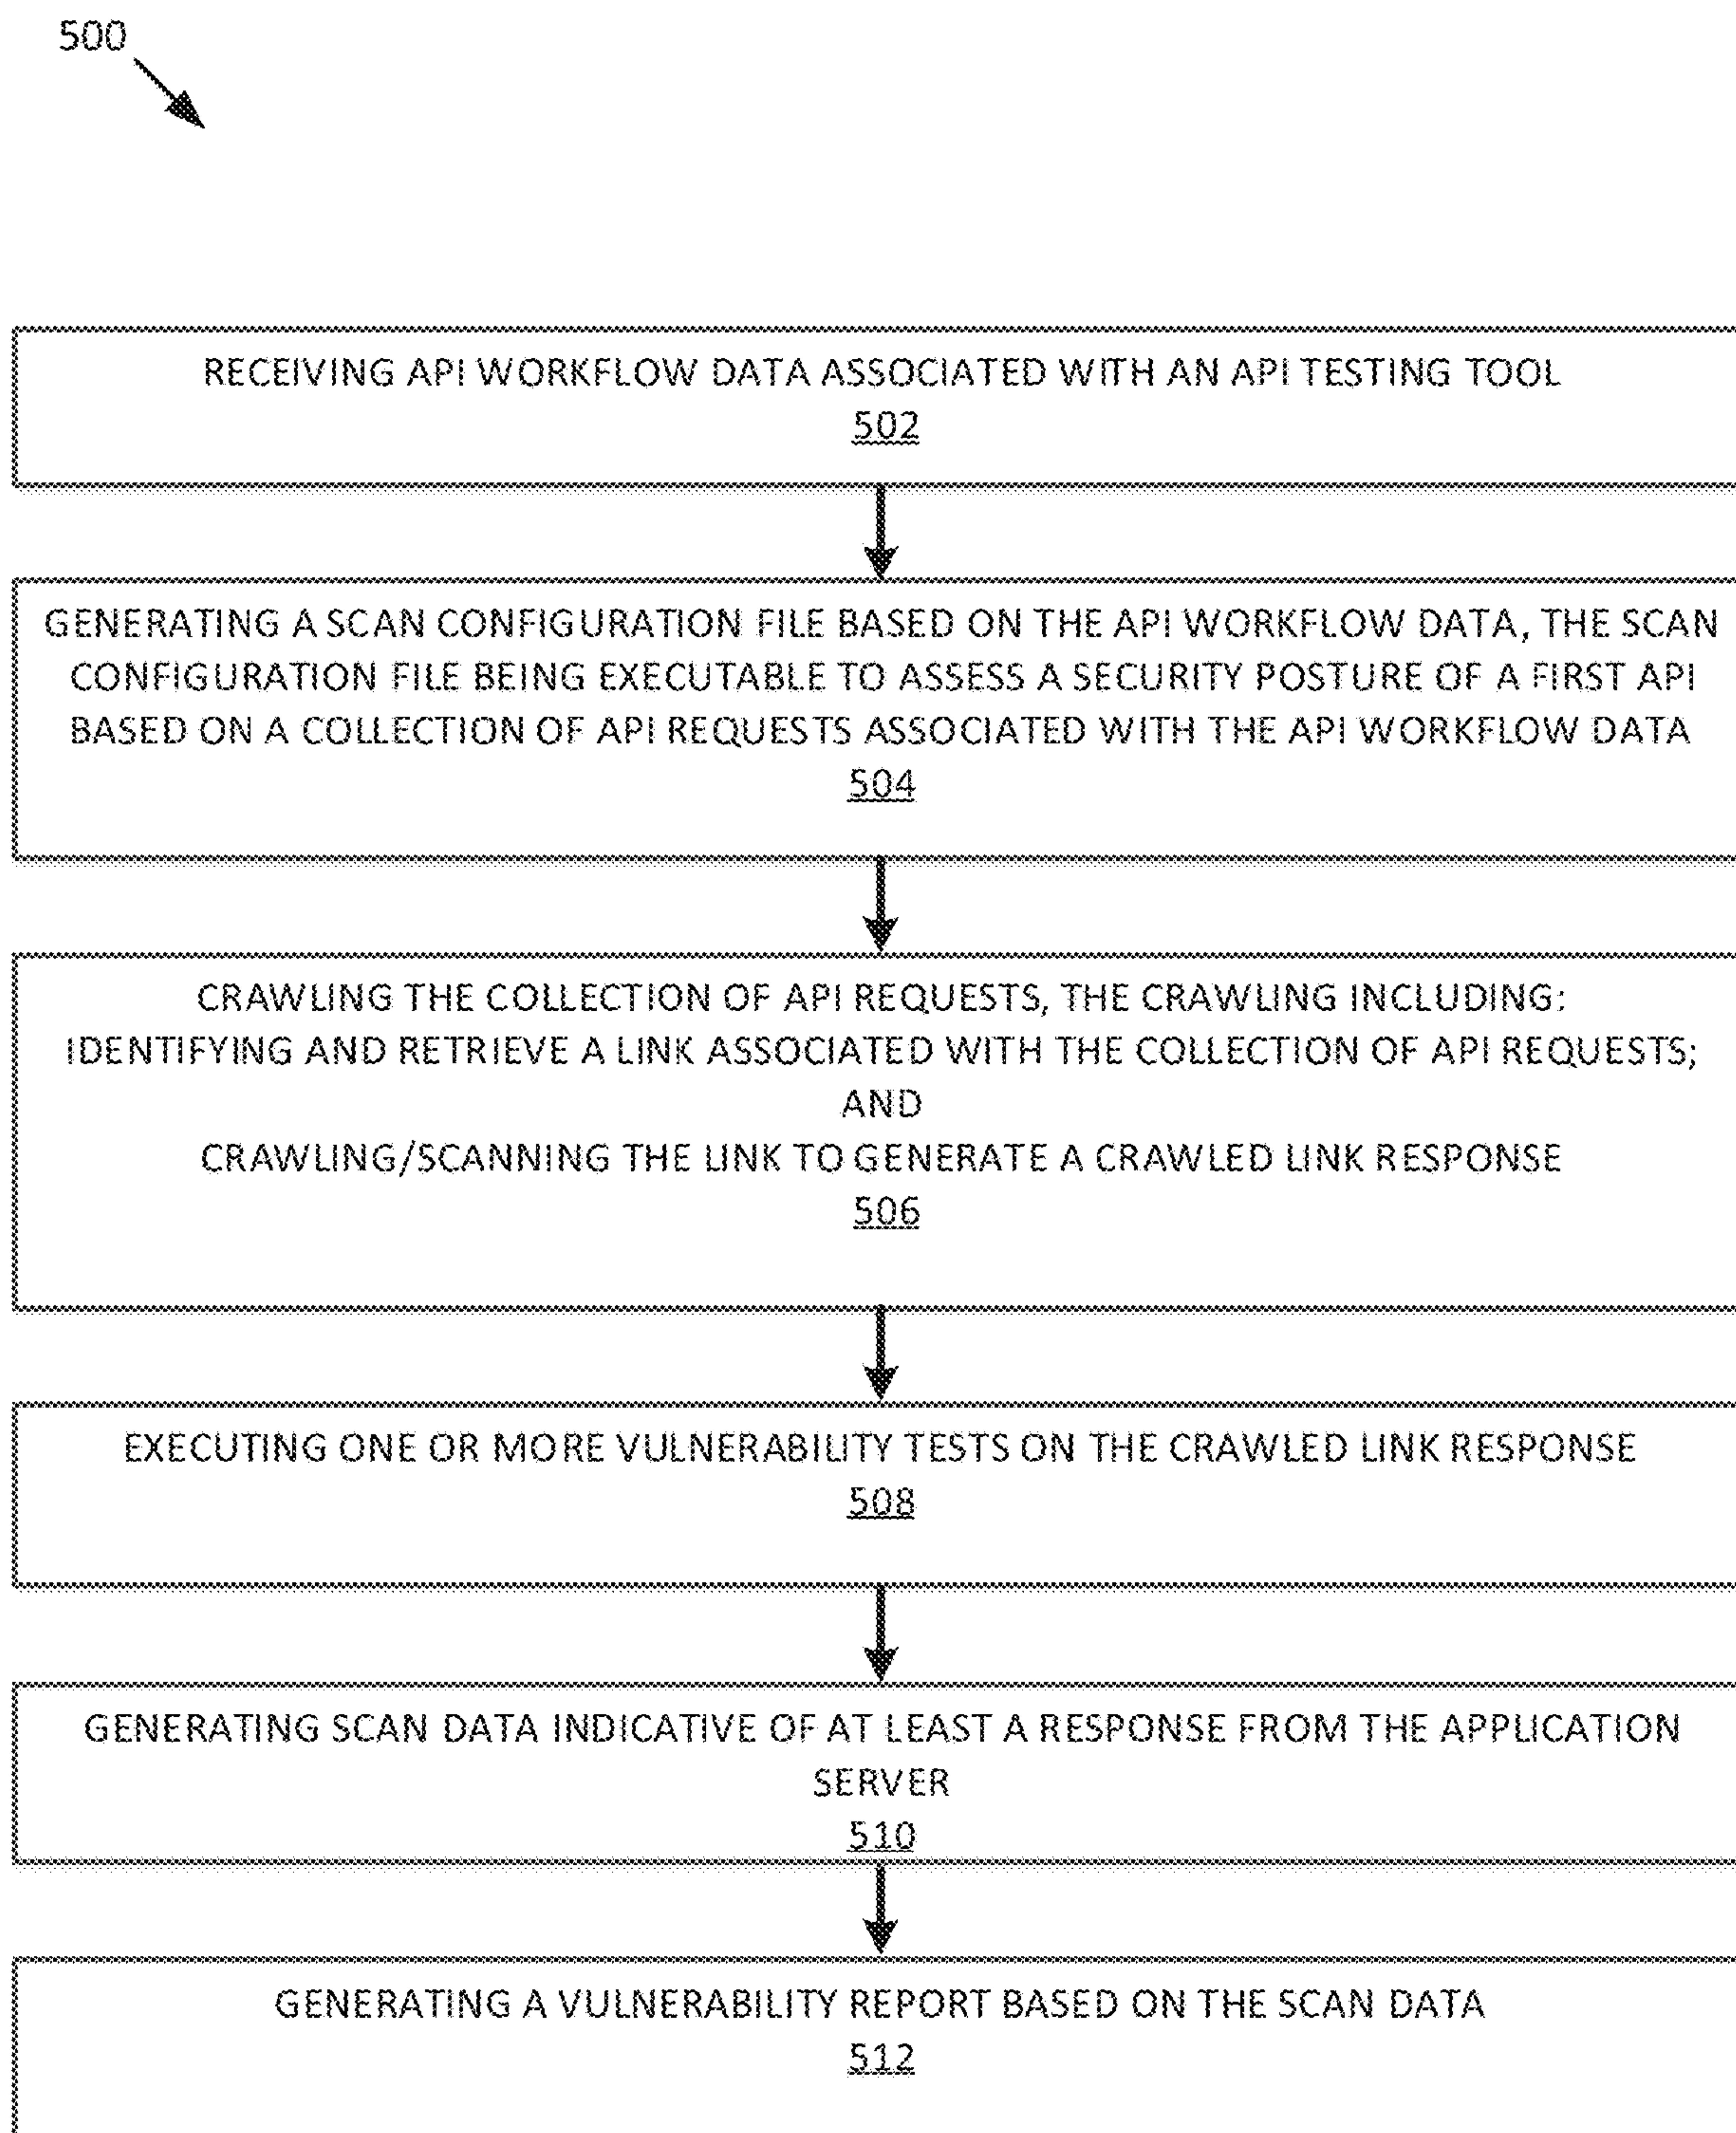 500
RECEIVING API WORKFLOW DATA ASSOCIATED WITH AN API TESTING TOOL
502
GENERATING A SCAN CONFIGURATION FILE BASED ON THE API WORKFLOW DATA, THE SCAN
CONFIGURATION FILE BEING EXECUTABLE TO ASSESS A SECURITY POSTURE OF A FIRST API
BASED ON A COLLECTION OF API REQUESTS ASSOCIATED WITH THE API WORKFLOW DATA
504
CRAWLING THE COLLECTION OF API REQUESTS, THE CRAWLING INCLUDING:
IDENTIFYING AND RETRIEVE A LINK ASSOCIATED WITH THE COLLECTION OF API REQUESTS;
AND
CRAWLING/SCANNING THE LINK TO GENERATE A CRAWLED LINK RESPONSE
506
EXECUTING ONE OR MORE VULNERABILITY TESTS ON THE CRAWLED LINK RESPONSE
508
GENERATING SCAN DATA INDICATIVE OF AT LEAST A RESPONSE FROM THE APPLICATION
SERVER
510
GENERATING A VULNERABILITY REPORT BASED ON THE SCAN DATA
512